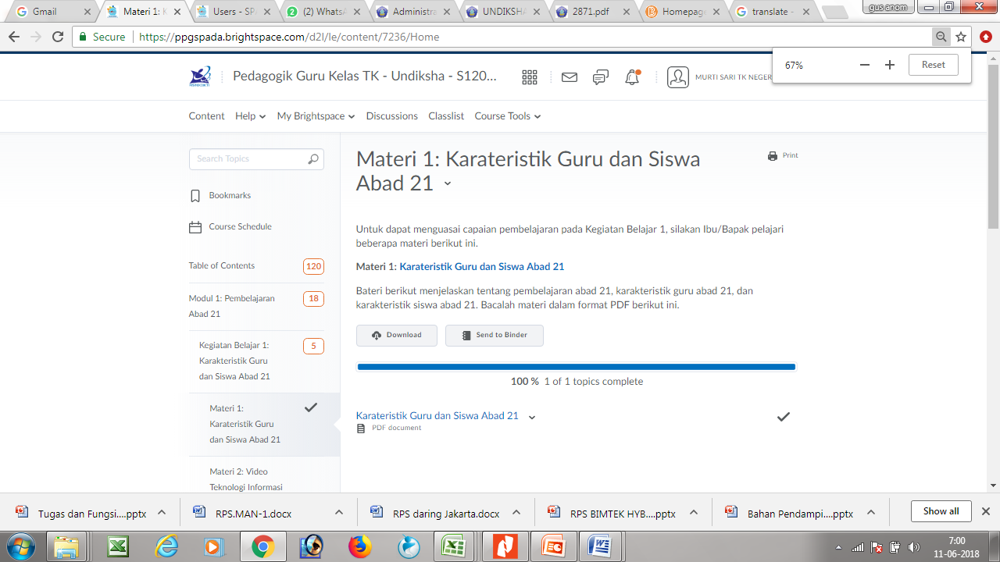 Gmail
Materi 1: K
Users - SPA
(2) WhatsA
Administra
UNDIKSHA
2871.pdf
Homepage
translate -
gus anom
Secure
https://ppgspada.brightspace.com/d2l/le/content/7236/Home
67%
Reset
Pedagogik Guru Kelas TK - Undiksha - S120...
MURTI SARI TK NEGER
Content
Help
My Brightspace
Discussions
Classlist
Course Tools
Search Topics
Bookmarks
Course Schedule
Table of Contents
120
Modul 1: Pembelajaran
Abad 21
18
Kegiatan Belajar 1:
Karakteristik Guru
dan Siswa Abad 21
5
Materi 1:
Karateristik Guru
dan Siswa Abad 21
Materi 2: Video
Teknologi Informasi
Materi 1: Karateristik Guru dan Siswa
Abad 21
Print
Untuk dapat menguasai capaian pembelajaran pada Kegiatan Belajar 1, silakan Ibu/Bapak pelajari
beberapa materi berikut ini.
Materi 1: Karateristik Guru dan Siswa Abad 21
Bateri berikut menjelaskan tentang pembelajaran abad 21, karakteristik guru abad 21, dan
karakteristik siswa abad 21. Bacalah materi dalam format PDF berikut ini.
Download
Send to Binder
100 % 1 of 1 topics complete
Karateristik Guru dan Siswa Abad 21
PDF document
Tugas dan Fungsi....pptx
RPS.MAN-1.docx
RPS daring Jakarta.docx
RPS BIMTEK HYB....pptx
Bahan Pendampi....pptx
Show all
7:00
11-06-2018